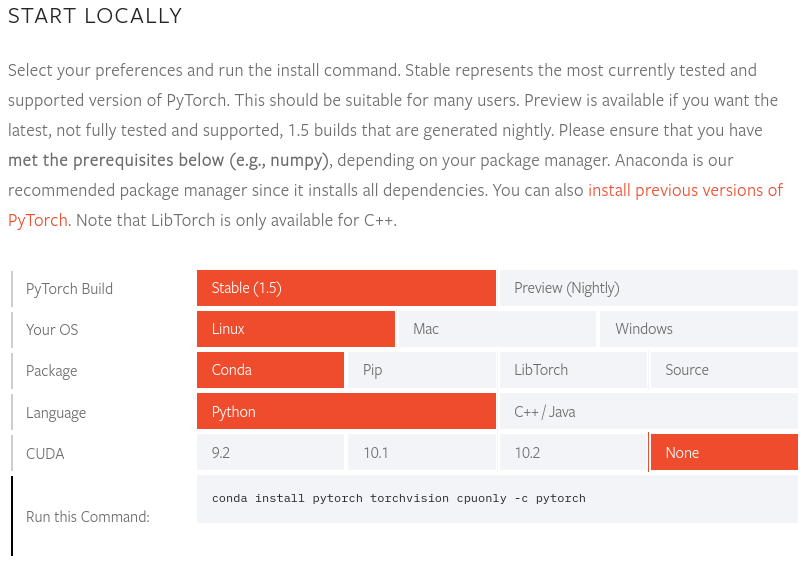 START LOCALLY
Select your preferences and run the install command. Stable represents the most currently tested and
supported version of PyTorch. This should be suitable for many users. Preview is available if you want the
latest, not fully tested and supported, 1.5 builds that are generated nightly. Please ensure that you have
met the prerequisites below (e.g., numpy), depending on your package manager. Anaconda is our
recommended package manager since it installs all dependencies. You can also install previous versions of
PyTorch. Note that LibTorch is only available for C++.
PyTorch Build Stable (1.5) Preview (Nightly)
Your OS Linux Mac Windows
Package Conda Pip LibTorch Source
Language Python C++ / Java
CUDA 9.2 10.1 10.2 None
Run this Command: conda install pytorch torchvision cpuonly -c pytorch